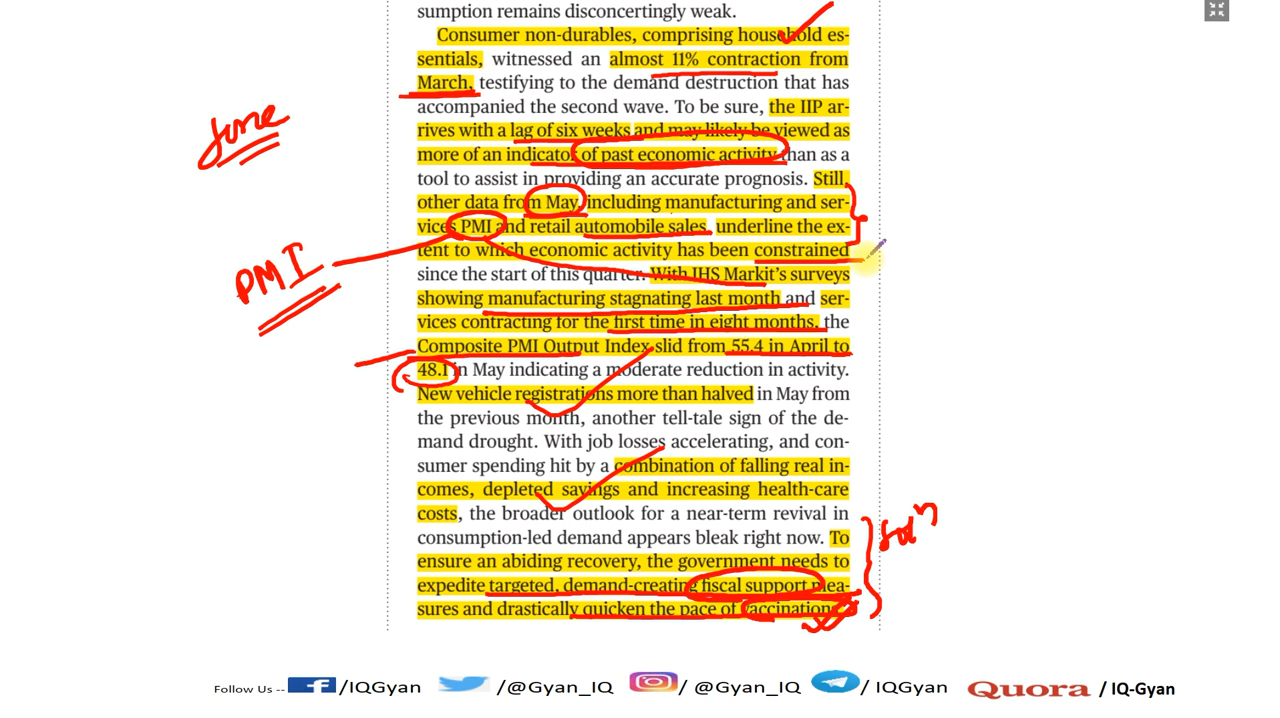 sumption remains disconcertingly weak.
Consumer non-durables, comprising household es-
sentials, witnessed an almost 11% contraction from
March, testifying to the demand destruction that has
accompanied the second wave. To be sure, the IIP ar-
rives with a lag of six weeks and may likely be viewed as
more of an indicator of past economic activity than as a
tool to assist in providing an accurate prognosis. Still,
other data from May, including manufacturing and ser-
vices PMI and retail automobile sales, underline the ex-
tent to which economic activity has been constrained
since the start of this quarter. With IHS Markit's surveys
showing manufacturing stagnating last month and ser-
vices contracting for the first time in eight months, the
Composite PMI Output Index slid from 55.4 in April to
48.1 in May indicating a moderate reduction in activity.
New vehicle registrations more than halved in May from
the previous month, another tell-tale sign of the de-
mand drought. With job losses accelerating, and con-
sumer spending hit by a combination of falling real in-
comes, depleted savings and increasing health-care
costs, the broader outlook for a near-term revival in
consumption-led demand appears bleak right now. To
ensure an abiding recovery, the government needs to
expedite targeted, demand-creating fiscal support mea-
sures and drastically quicken the pace of vaccinations.
June
PMI
Solⁿ
Follow Us -- /IQGyan /@Gyan_IQ / @Gyan_IQ / IQGyan Quora / IQ-Gyan